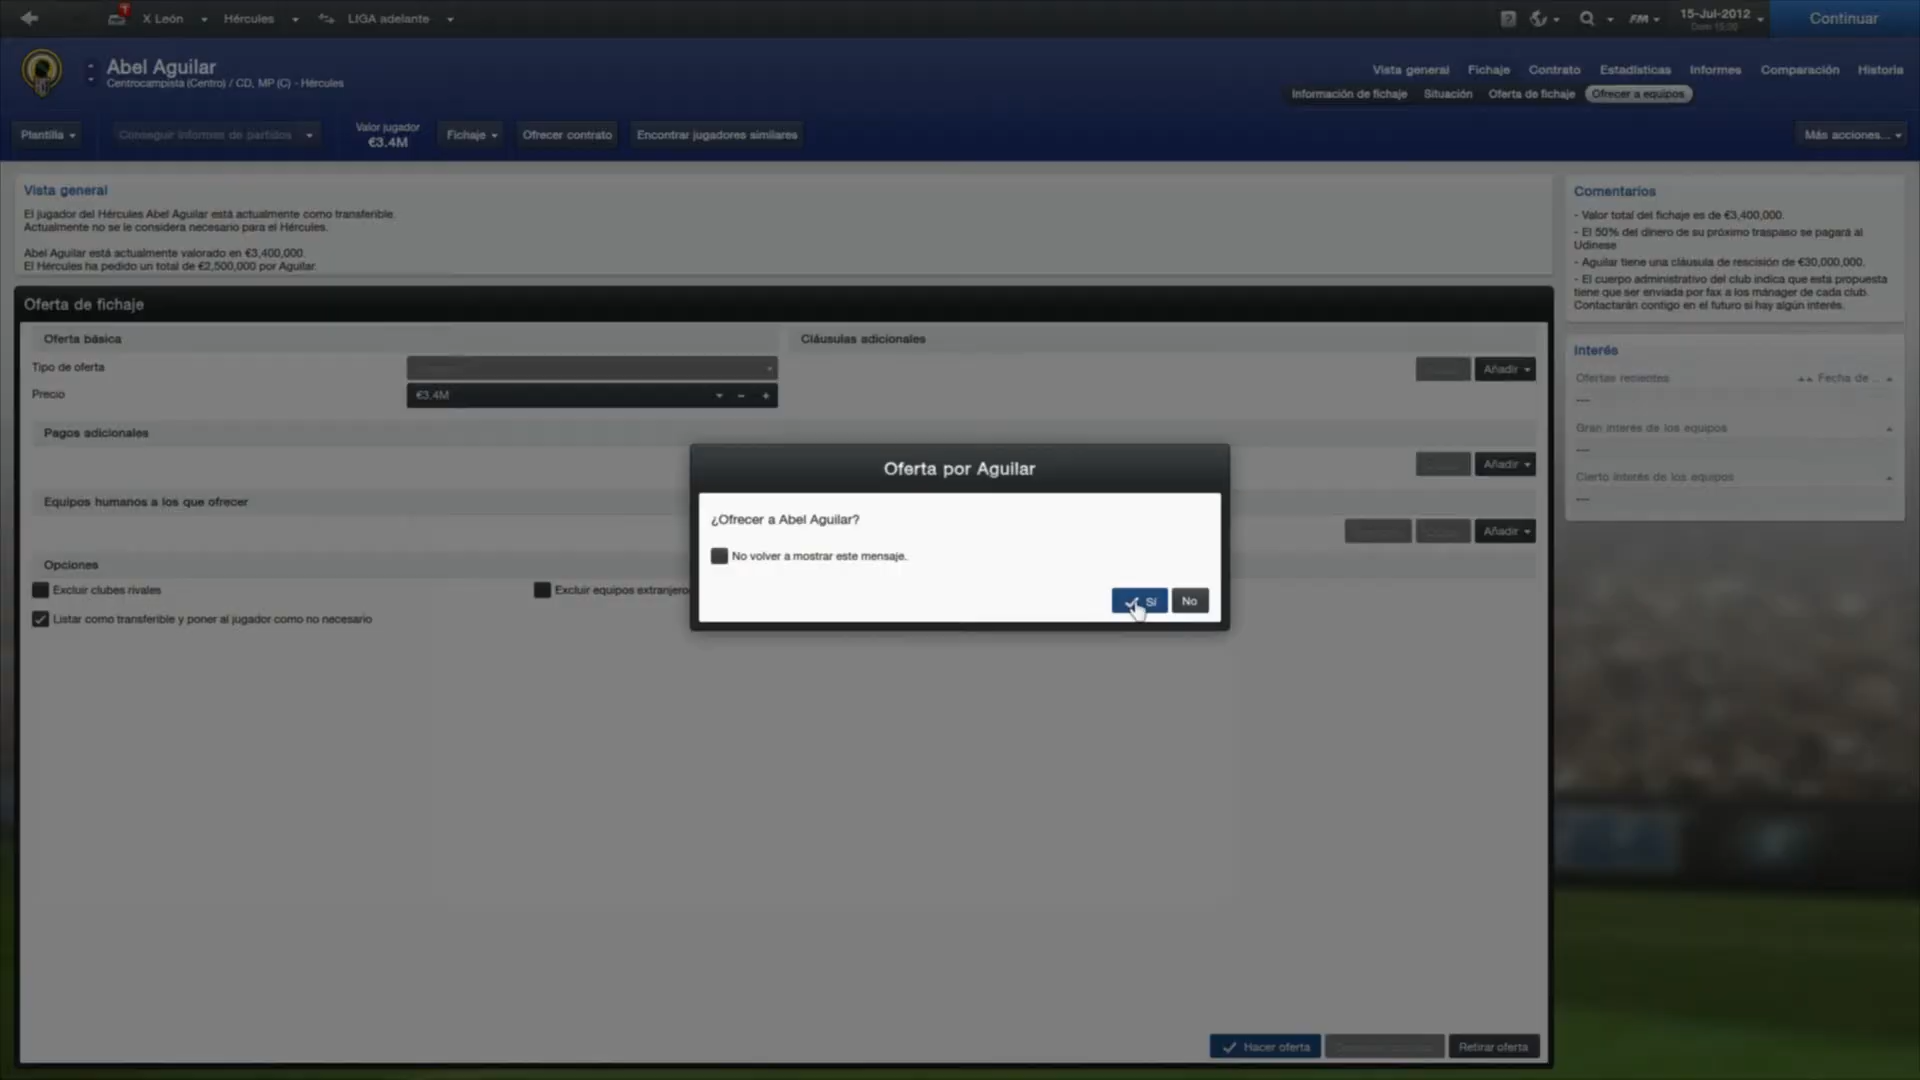 X León
Hércules
LIGA adelante
FM
15-Jul-2012
Continuar
Abel Aguilar
Centrocampista (Centro) / CD, MP (C) - Hércules
Vista general
Fichaje
Contrato
Estadísticas
Informes
Comparación
Historia
Información de fichaje
Situación
Oferta de fichaje
Ofrecer a equipos
Plantilla
Conseguir informes de partidos
Valor jugador
€3.4M
Fichaje
Ofrecer contrato
Encontrar jugadores similares
Más acciones...
Vista general
El jugador del Hércules Abel Aguilar está actualmente como transferible.
Actualmente no se le considera necesario para el Hércules.
Abel Aguilar está actualmente valorado en €3,400,000.
El Hércules ha pedido un total de €2,500,000 por Aguilar.
Comentarios
- Valor total del fichaje es de €3,400,000.
- El 50% del dinero de su próximo traspaso se pagará al
Udinese
- Aguilar tiene una cláusula de rescisión de €30,000,000.
- El cuerpo administrativo del club indica que esta propuesta
tiene que ser enviada por fax a los mánager de cada club.
Contactarán contigo en el futuro si hay algún interés.
Interés
Ofertas recientes
Fecha de ...
---
Gran interés de los equipos
---
Cierto interés de los equipos
---
Oferta de fichaje
Oferta básica
Cláusulas adicionales
Tipo de oferta
Añadir
Precio
€3.4M
Pagos adicionales
Añadir
Equipos humanos a los que ofrecer
Añadir
Opciones
Excluir clubes rivales
Excluir equipos extranjero
Listar como transferible y poner al jugador como no necesario
Oferta por Aguilar
¿Ofrecer a Abel Aguilar?
No volver a mostrar este mensaje.
Sí
No
Hacer oferta
Retirar oferta